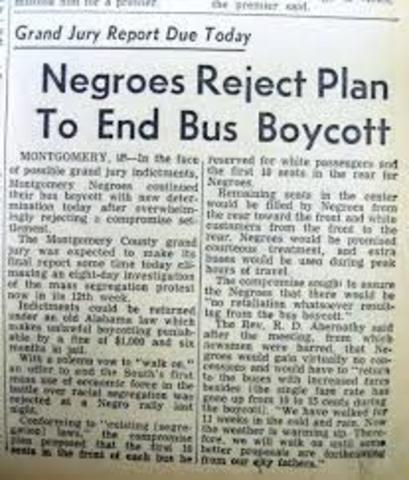 the premier said.
Grand Jury Report Due Today
Negroes Reject Plan
To End Bus Boycott
MONTGOMERY, —In the face
of possible grand jury indictments,
Montgomery Negroes continued
their bus boycott with new deter-
mination today after overwhelm-
ingly rejecting a compromise set-
tlement.
The Montgomery County grand
jury was expected to make its
final report some time today cli-
maxing an eight-day investigation
of the mass segregation protest
now in its 12th week.
Indictments could be returned
under an old Alabama law which
makes unlawful boycotting punish-
able by a fine of $1,000 and six
months in jail.
With a solemn vow to "walk on,"
an offer to end the South's first
mass use of economic force in the
battle over racial segregation was
rejected at a Negro rally last
night.
Conforming to "existing (segre-
gation) laws," the compromise
plan proposed that the first 10
seats in the front of each bus be
reserved for white passengers and
the first 10 seats in the rear for
Negroes.
Remaining seats in the center
would be filled by Negroes from
the rear toward the front and white
customers from the front to the
rear. Negroes would be promised
courteous treatment, and extra
buses would be used during peak
hours of travel.
The compromise sought to assure
the Negroes that there would be
"no retaliation whatsoever result-
ing from the bus boycott."
The Rev. R. D. Abernathy said
after the meeting, from which
newsmen were barred, that Ne-
groes would gain virtually no con-
cessions and would have to "return
to the buses with increased fares
besides (the single fare rate has
gone up from 10 to 15 cents during
the boycott). "We have walked for
11 weeks in the cold and rain. Now
the weather is warming up. There-
fore, we will walk on until some
better proposals are forthcoming
from our city fathers."